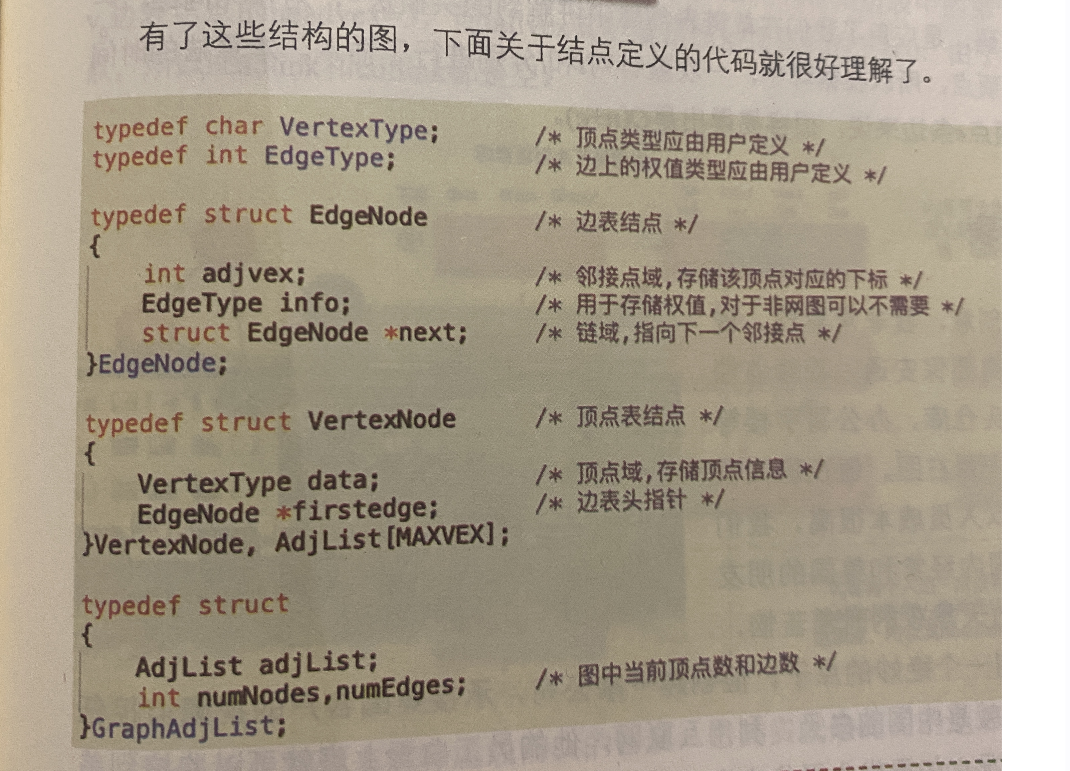 有了这些结构的图，下面关于结点定义的代码就很好理解了。
typedef char VertexType; /* 顶点类型应由用户定义 */
typedef int EdgeType; /* 边上的权值类型应由用户定义 */
typedef struct EdgeNode /* 边表结点 */
{
int adjvex; /* 邻接点域,存储该顶点对应的下标 */
EdgeType info; /* 用于存储权值,对于非网图可以不需要 */
struct EdgeNode *next; /* 链域,指向下一个邻接点 */
}EdgeNode;
typedef struct VertexNode /* 顶点表结点 */
{
VertexType data; /* 顶点域,存储顶点信息 */
EdgeNode *firstedge; /* 边表头指针 */
}VertexNode, AdjList[MAXVEX];
typedef struct
{
AdjList adjList;
int numNodes,numEdges; /* 图中当前顶点数和边数 */
}GraphAdjList;